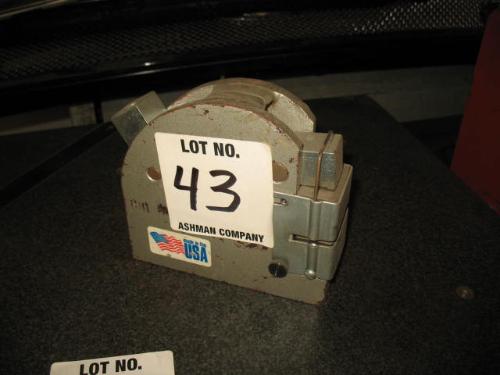 LOT NO.
43
ASHMAN COMPANY
USA
LOT NO.